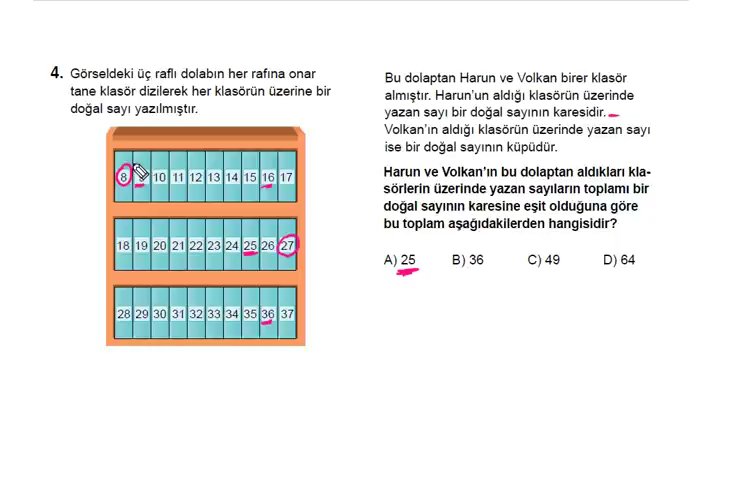 4. Görseldeki üç raflı dolabın her rafına onar
tane klasör dizilerek her klasörün üzerine bir
doğal sayı yazılmıştır.
8 9 10 11 12 13 14 15 16 17
18 19 20 21 22 23 24 25 26 27
28 29 30 31 32 33 34 35 36 37
Bu dolaptan Harun ve Volkan birer klasör
almıştır. Harun'un aldığı klasörün üzerinde
yazan sayı bir doğal sayının karesidir.
Volkan'ın aldığı klasörün üzerinde yazan sayı
ise bir doğal sayının küpüdür.
Harun ve Volkan'ın bu dolaptan aldıkları kla-
sörlerin üzerinde yazan sayıların toplamı bir
doğal sayının karesine eşit olduğuna göre
bu toplam aşağıdakilerden hangisidir?
A) 25 B) 36 C) 49 D) 64